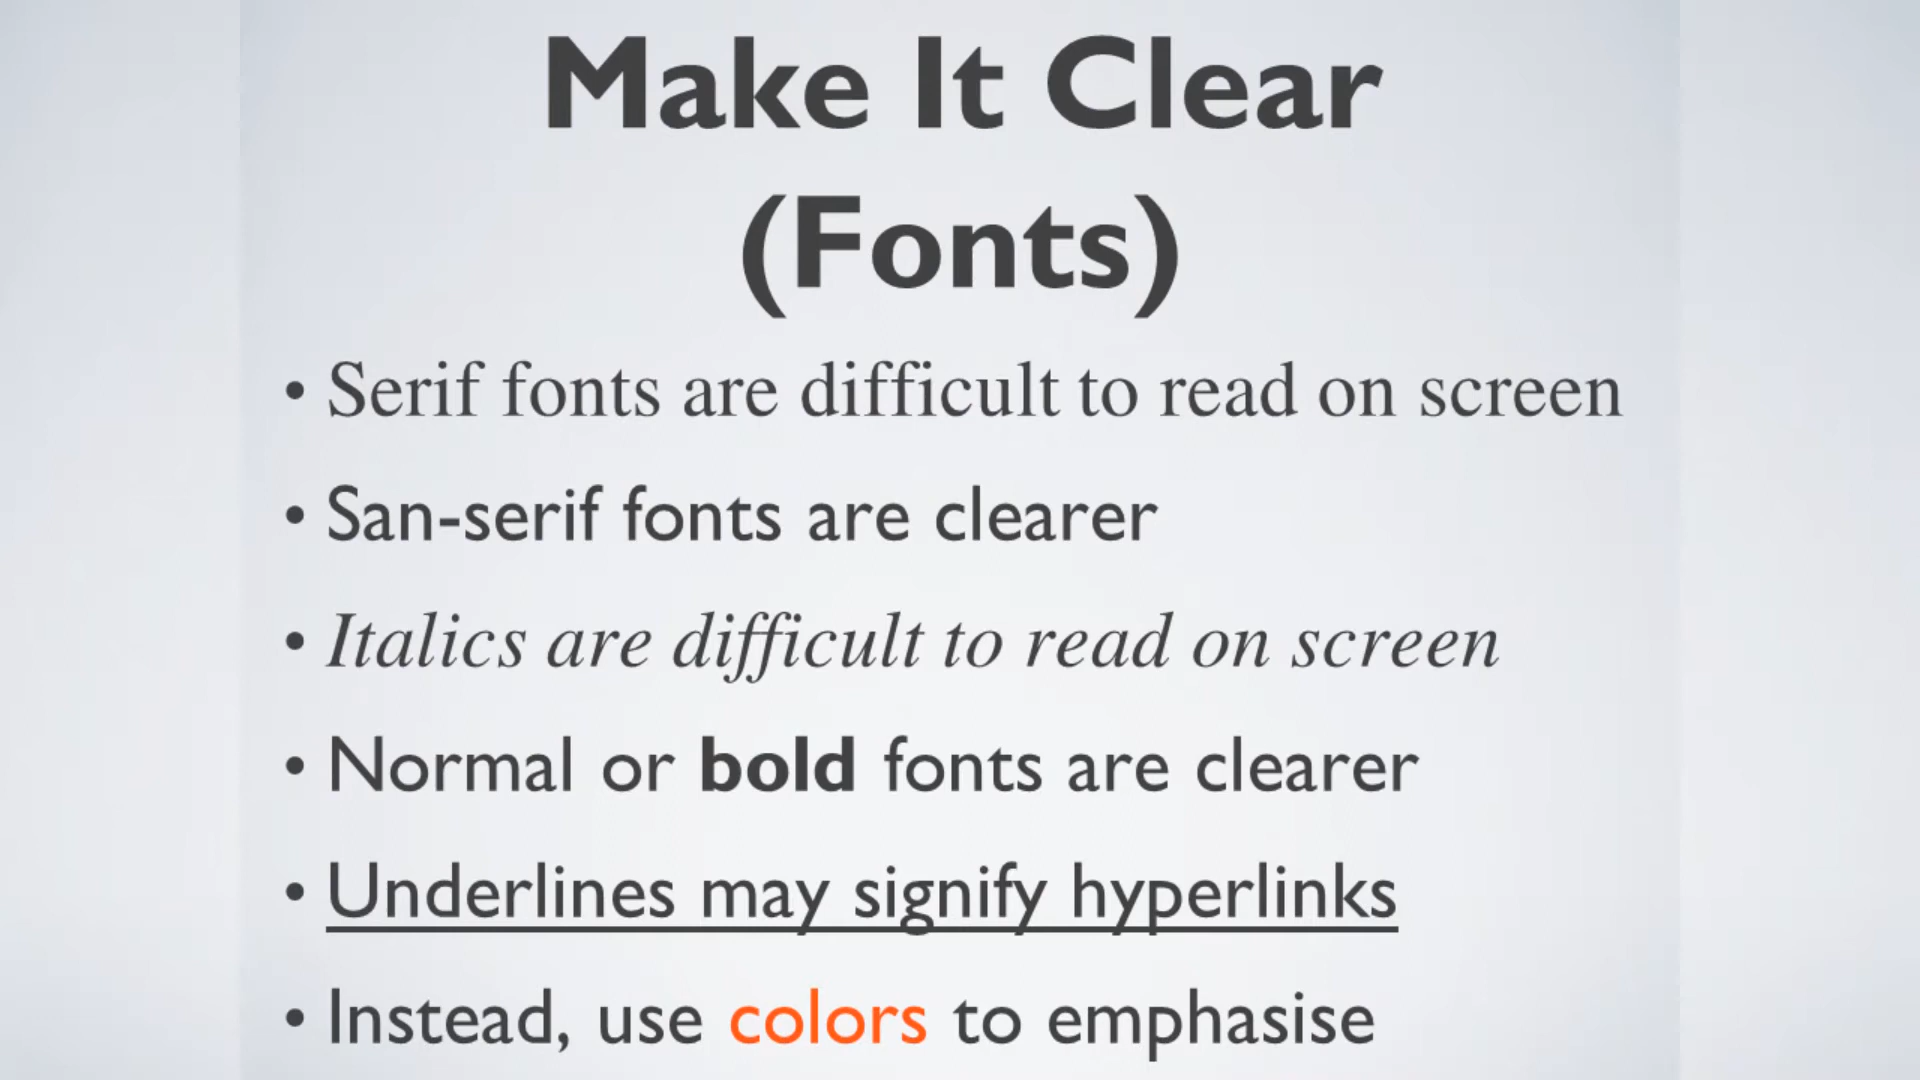 Make It Clear
(Fonts)
• Serif fonts are difficult to read on screen
• San-serif fonts are clearer
• Italics are difficult to read on screen
• Normal or bold fonts are clearer
• Underlines may signify hyperlinks
• Instead, use colors to emphasise